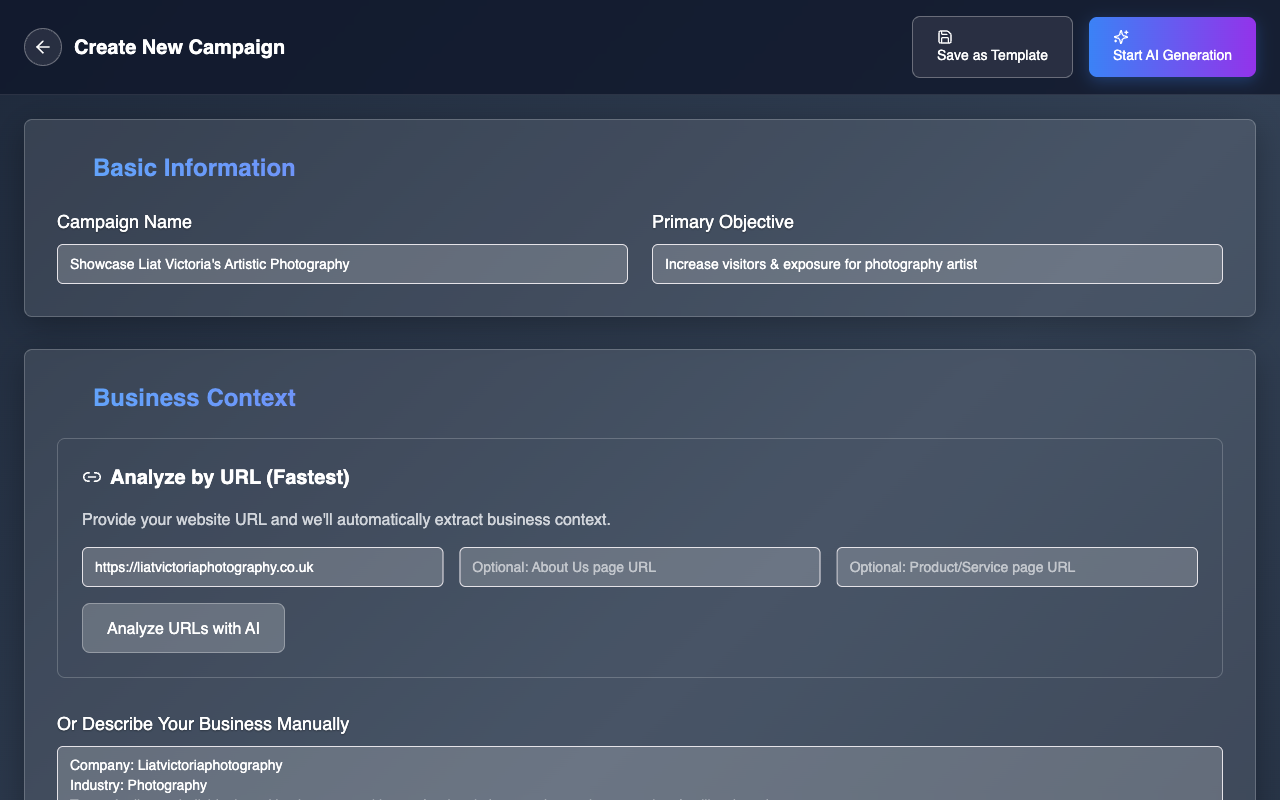 Create New Campaign
Save as Template
Start AI Generation
Basic Information
Campaign Name
Primary Objective
Showcase Liat Victoria's Artistic Photography
Increase visitors & exposure for photography artist
Business Context
Analyze by URL (Fastest)
Provide your website URL and we'll automatically extract business context.
https://liatvictoriaphotography.co.uk
Optional: About Us page URL
Optional: Product/Service page URL
Analyze URLs with AI
Or Describe Your Business Manually
Company: Liatvictoriaphotography
Industry: Photography